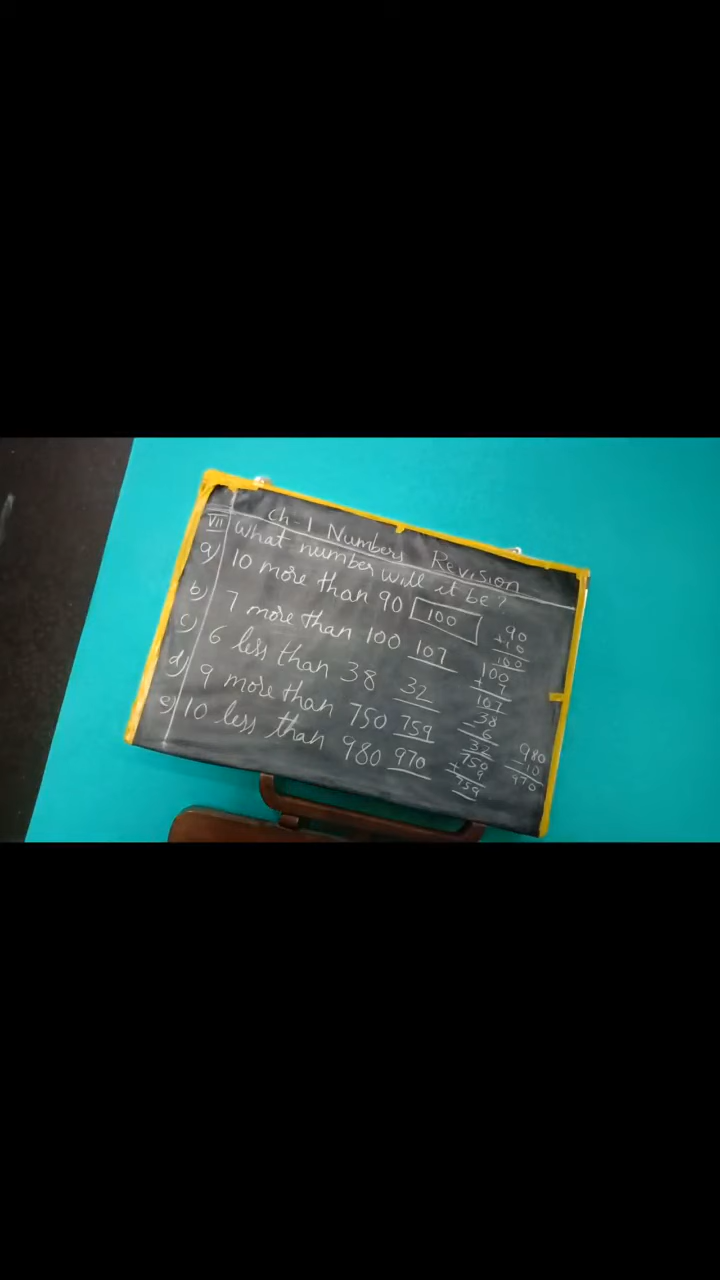 Ch-1 Numbers Revision
VII What number will it be?
a) 10 more than 90 100
b) 7 more than 100 107
c) 6 less than 38 32
d) 9 more than 750 759
e) 10 less than 980 970
90
+10
100
100
+ 7
107
38
- 6
32
750
+ 9
759
980
- 10
970